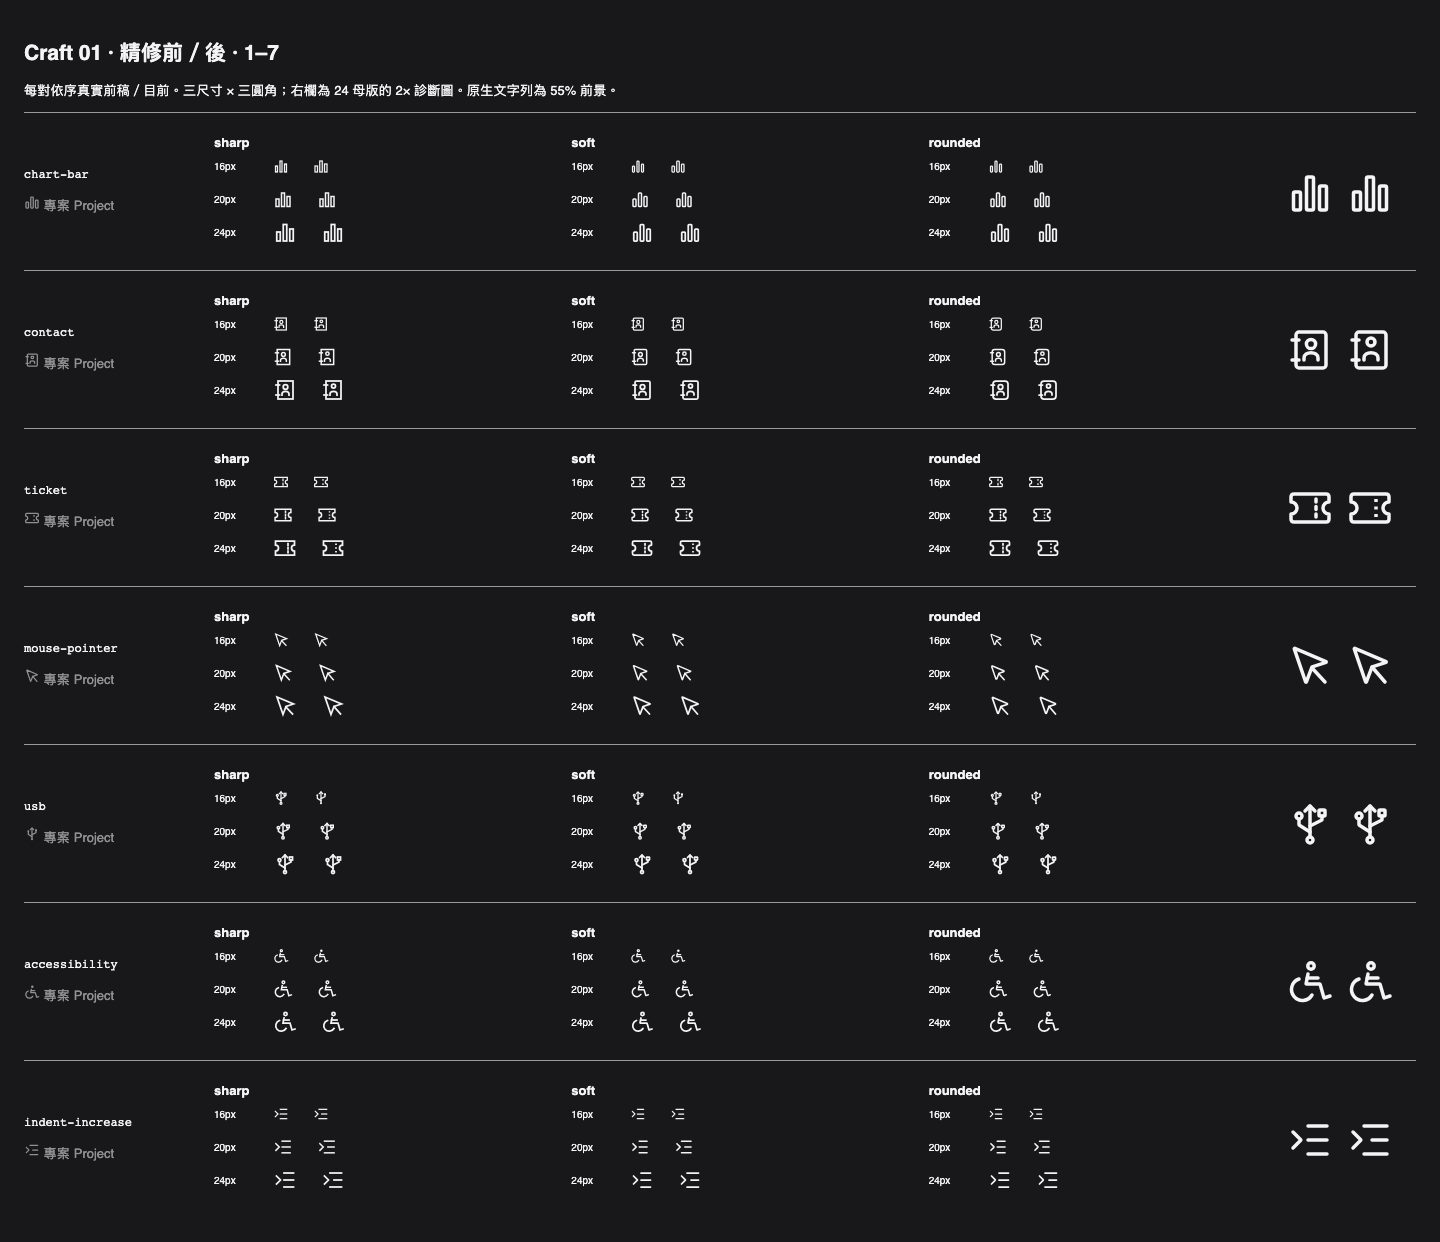 Craft 01 · 精修前 / 後 · 1–7
每對依序真實前稿 / 目前。三尺寸 × 三圓角；右欄為 24 母版的 2× 診斷圖。原生文字列為 55% 前景。
chart-bar
專案 Project
sharp
16px
20px
24px
soft
16px
20px
24px
rounded
16px
20px
24px
contact
專案 Project
sharp
16px
20px
24px
soft
16px
20px
24px
rounded
16px
20px
24px
ticket
專案 Project
sharp
16px
20px
24px
soft
16px
20px
24px
rounded
16px
20px
24px
mouse-pointer
專案 Project
sharp
16px
20px
24px
soft
16px
20px
24px
rounded
16px
20px
24px
usb
專案 Project
sharp
16px
20px
24px
soft
16px
20px
24px
rounded
16px
20px
24px
accessibility
專案 Project
sharp
16px
20px
24px
soft
16px
20px
24px
rounded
16px
20px
24px
indent-increase
專案 Project
sharp
16px
20px
24px
soft
16px
20px
24px
rounded
16px
20px
24px